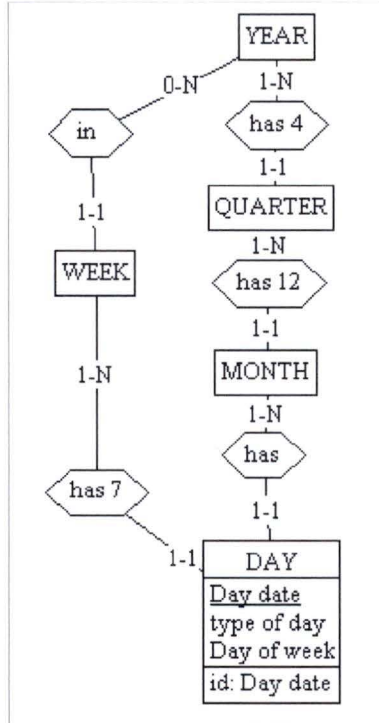 YEAR
0-N
1-N
in
has 4
1-1
1-1
QUARTER
WEEK
1-N
has 12
1-1
1-N
MONTH
1-N
has
has 7
1-1
1-1
DAY
Day date
type of day
Day of week
id: Day date